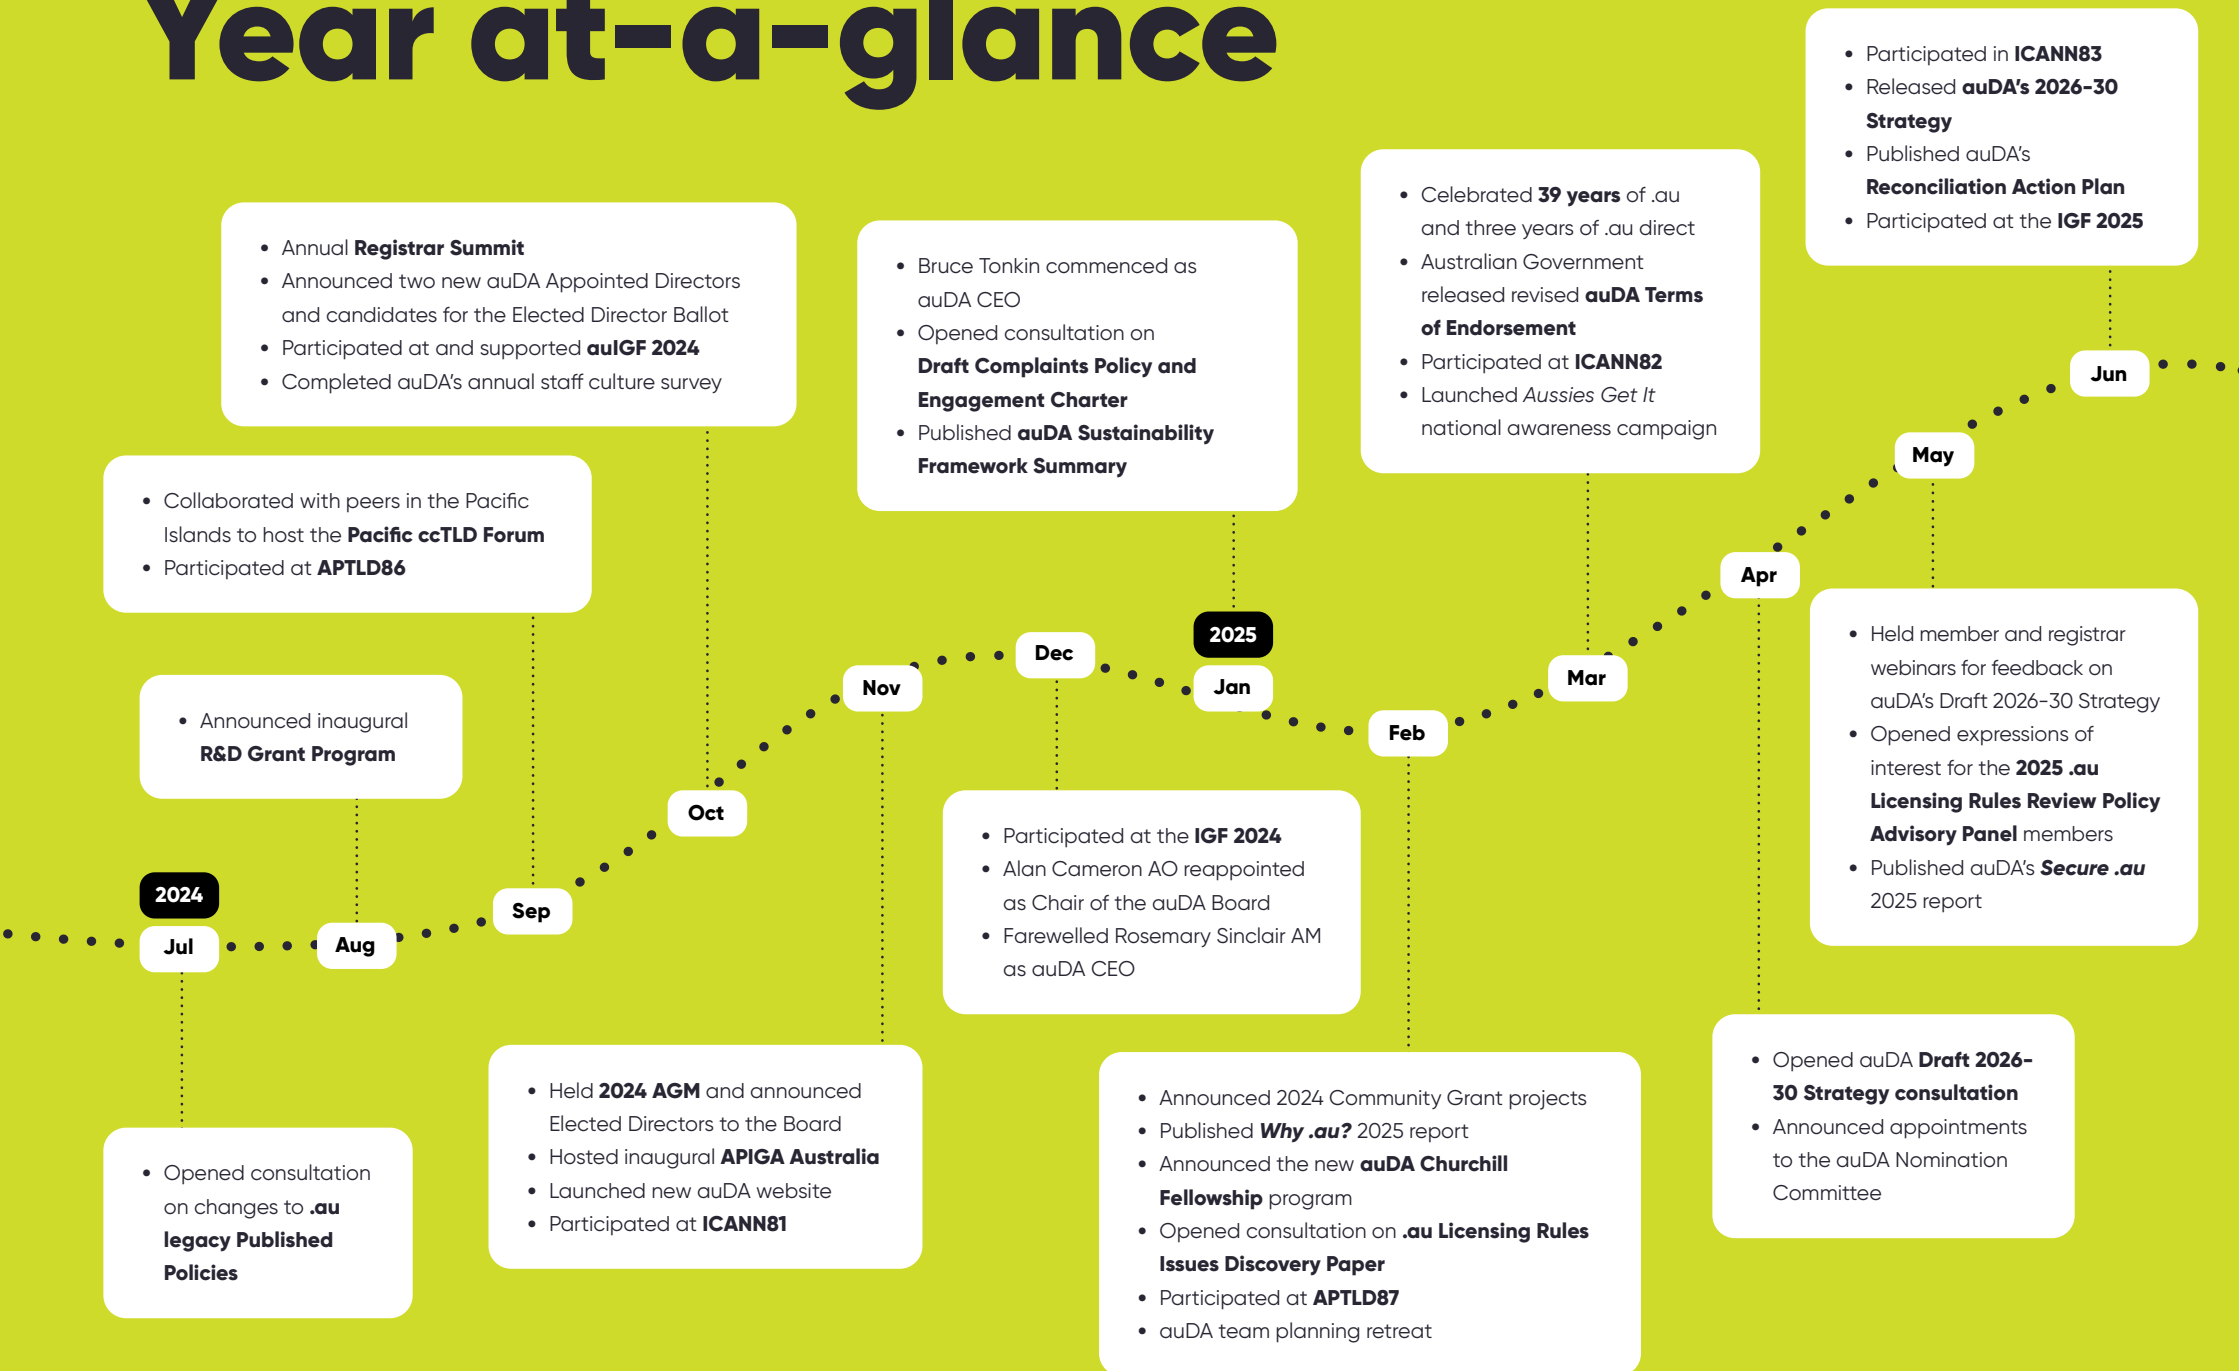 Year at-a-glance
2024
Jul
• Opened consultation
on changes to .au
legacy Published
Policies
Aug
• Announced inaugural
R&D Grant Program
Sep
• Collaborated with peers in the Pacific
Islands to host the Pacific ccTLD Forum
• Participated at APTLD86
Oct
• Annual Registrar Summit
• Announced two new auDA Appointed Directors
and candidates for the Elected Director Ballot
• Participated at and supported auIGF 2024
• Completed auDA's annual staff culture survey
Nov
• Held 2024 AGM and announced
Elected Directors to the Board
• Hosted inaugural APIGA Australia
• Launched new auDA website
• Participated at ICANN81
Dec
• Participated at the IGF 2024
• Alan Cameron AO reappointed
as Chair of the auDA Board
• Farewelled Rosemary Sinclair AM
as auDA CEO
2025
Jan
• Bruce Tonkin commenced as
auDA CEO
• Opened consultation on
Draft Complaints Policy and
Engagement Charter
• Published auDA Sustainability
Framework Summary
Feb
• Announced 2024 Community Grant projects
• Published Why .au? 2025 report
• Announced the new auDA Churchill
Fellowship program
• Opened consultation on .au Licensing Rules
Issues Discovery Paper
• Participated at APTLD87
• auDA team planning retreat
Mar
• Celebrated 39 years of .au
and three years of .au direct
• Australian Government
released revised auDA Terms
of Endorsement
• Participated at ICANN82
• Launched Aussies Get It
national awareness campaign
Apr
• Opened auDA Draft 2026-
30 Strategy consultation
• Announced appointments
to the auDA Nomination
Committee
May
• Held member and registrar
webinars for feedback on
auDA's Draft 2026-30 Strategy
• Opened expressions of
interest for the 2025 .au
Licensing Rules Review Policy
Advisory Panel members
• Published auDA's Secure .au
2025 report
Jun
• Participated in ICANN83
• Released auDA's 2026-30
Strategy
• Published auDA's
Reconciliation Action Plan
• Participated at the IGF 2025